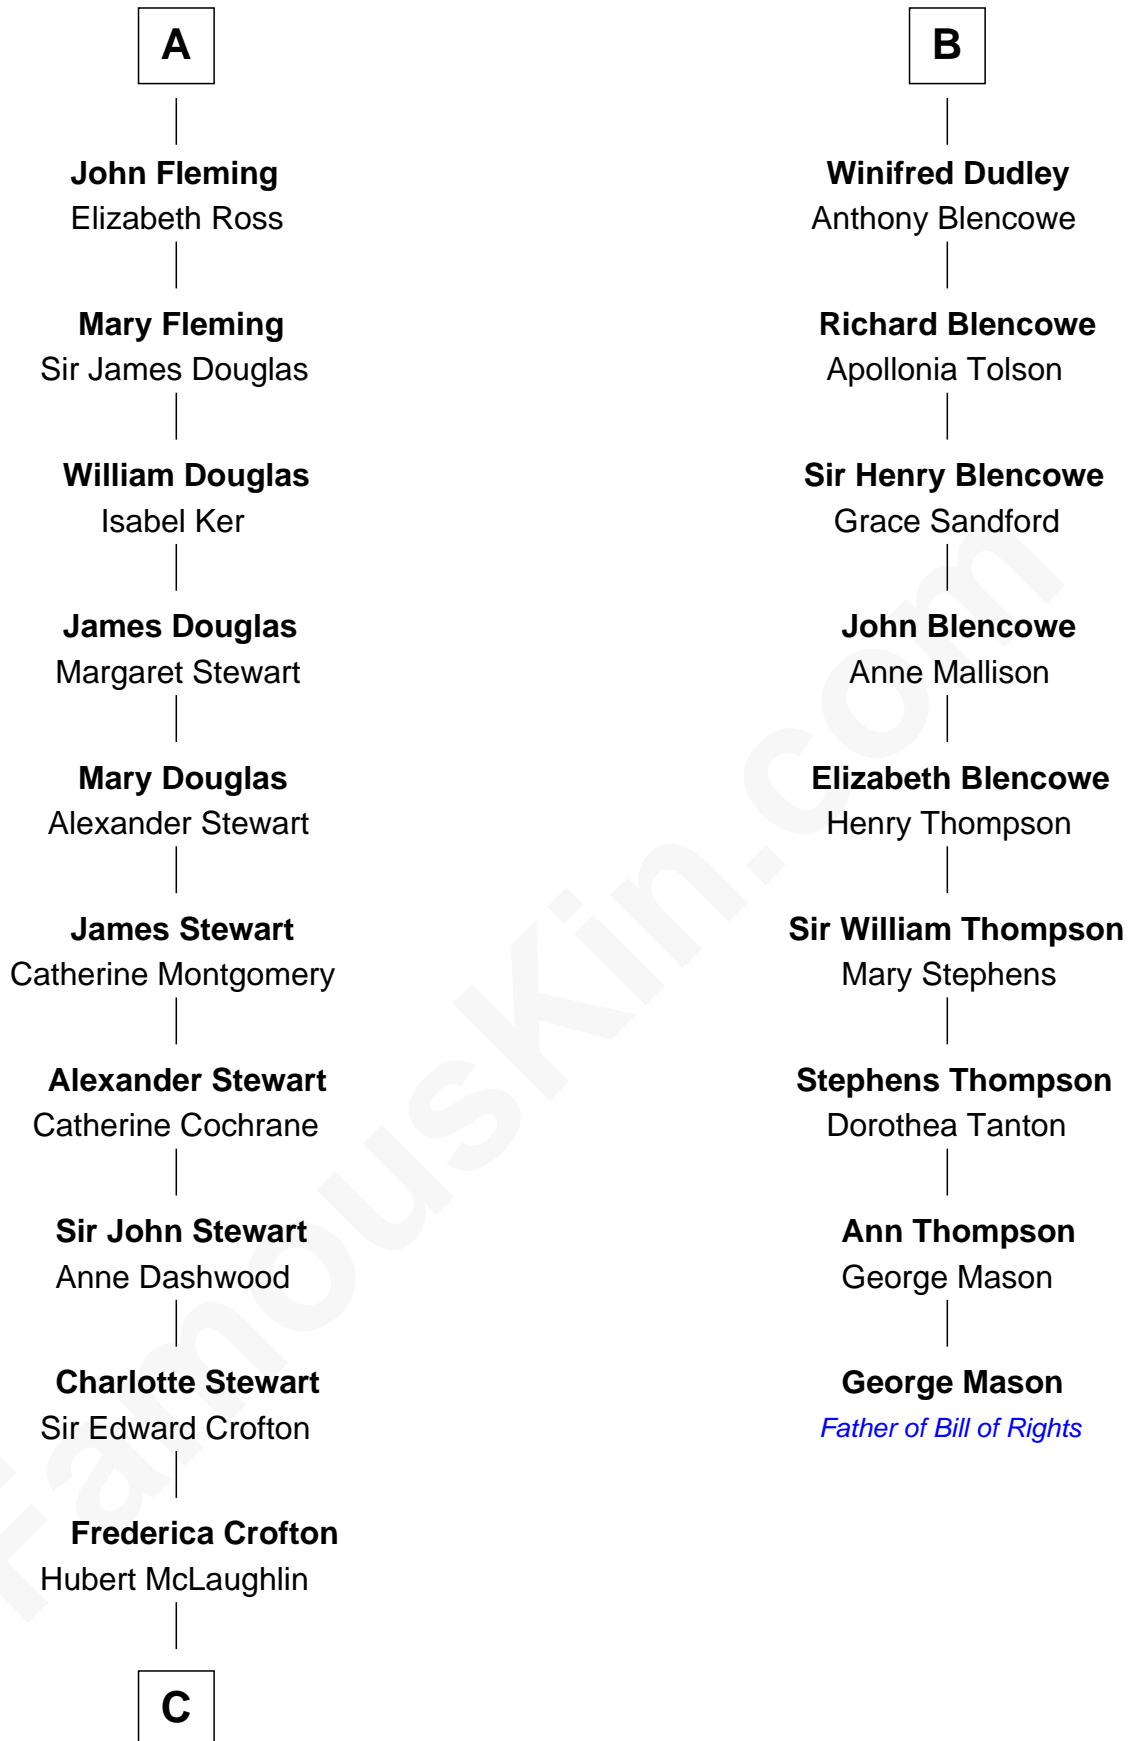 A
John Fleming
Elizabeth Ross
Mary Fleming
Sir James Douglas
William Douglas
Isabel Ker
James Douglas
Margaret Stewart
Mary Douglas
Alexander Stewart
James Stewart
Catherine Montgomery
Alexander Stewart
Catherine Cochrane
Sir John Stewart
Anne Dashwood
Charlotte Stewart
Sir Edward Crofton
Frederica Crofton
Hubert McLaughlin
C
B
Winifred Dudley
Anthony Blencowe
Richard Blencowe
Apollonia Tolson
Sir Henry Blencowe
Grace Sandford
John Blencowe
Anne Mallison
Elizabeth Blencowe
Henry Thompson
Sir William Thompson
Mary Stephens
Stephens Thompson
Dorothea Tanton
Ann Thompson
George Mason
George Mason
Father of Bill of Rights
FamousKin.com